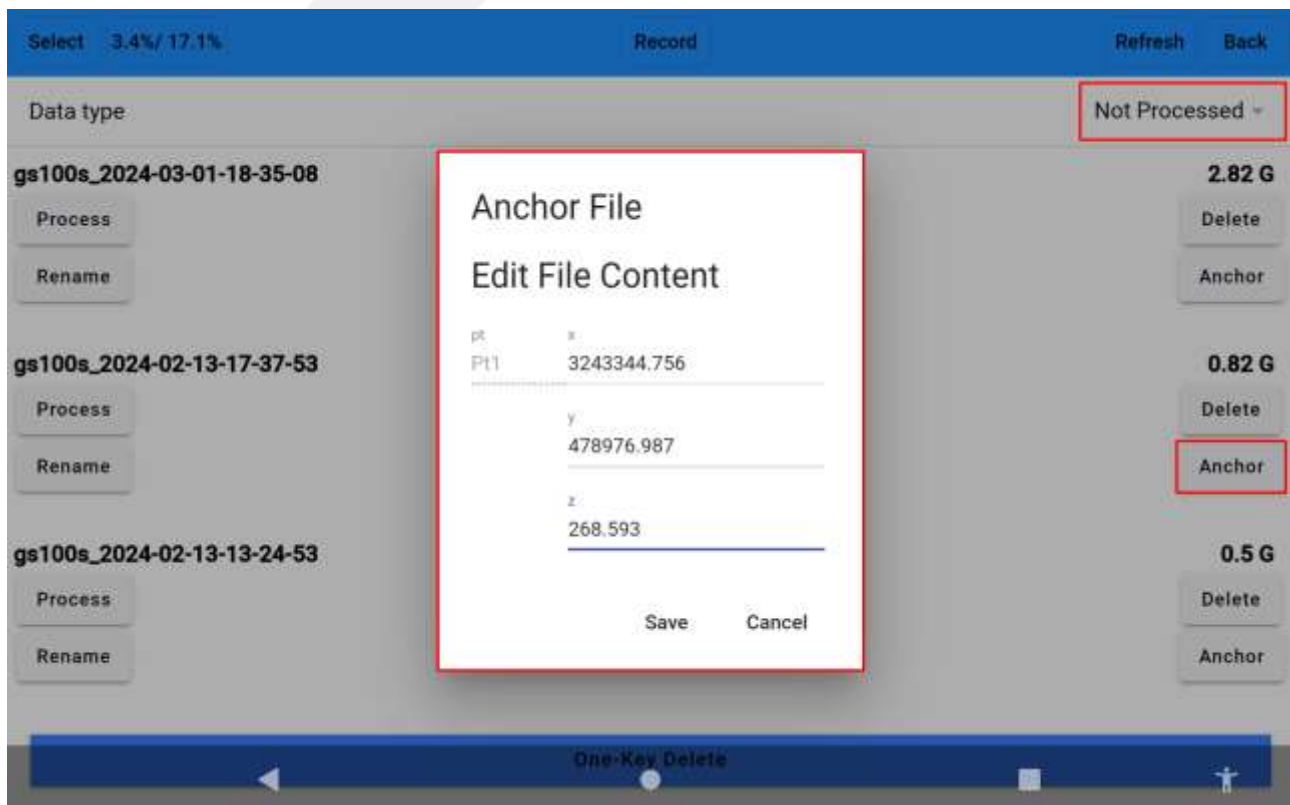 Select 3.4%/ 17.1% Record Refresh Back
Data type Not Processed
gs100s_2024-03-01-18-35-08 2.82 G
Process Delete
Rename Anchor
gs100s_2024-02-13-17-37-53 0.82 G
Process Delete
Rename Anchor
gs100s_2024-02-13-13-24-53 0.5 G
Process Delete
Rename Anchor
Anchor File
Edit File Content
pt x
Pt1 3243344.756
y
478976.987
z
268.593
Save Cancel
One-Key Delete